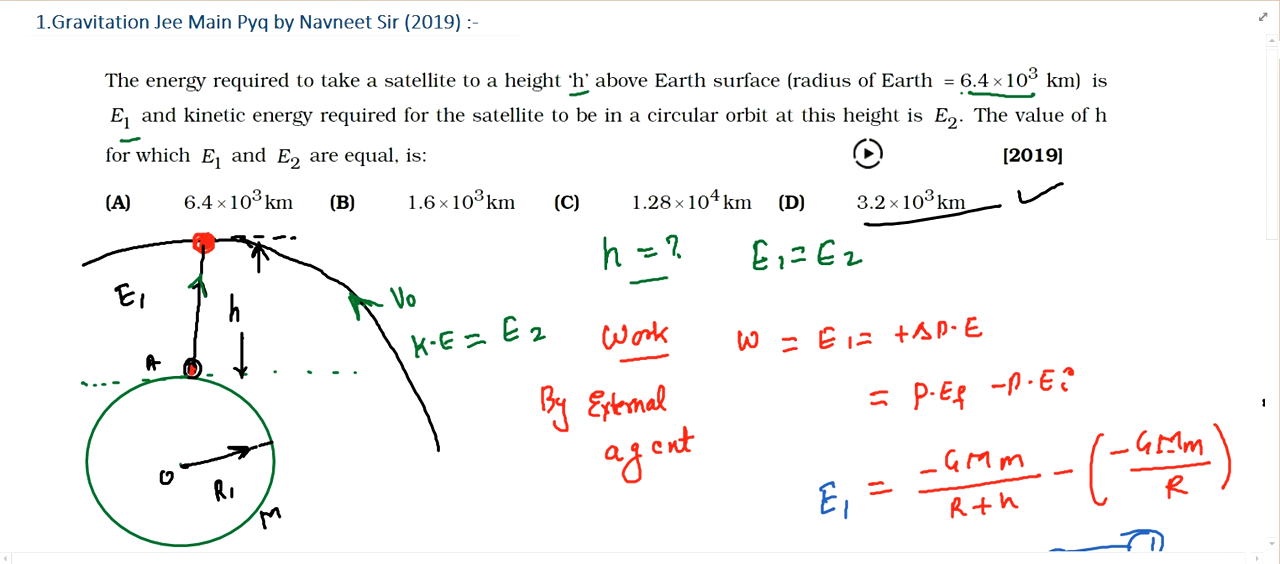 1.Gravitation Jee Main Pyq by Navneet Sir (2019) :-
The energy required to take a satellite to a height 'h' above Earth surface (radius of Earth = 6.4 × 10³ km) is
E₁ and kinetic energy required for the satellite to be in a circular orbit at this height is E₂. The value of h
for which E₁ and E₂ are equal, is: [2019]
(A) 6.4 × 10³ km (B) 1.6 × 10³ km (C) 1.28 × 10⁴ km (D) 3.2 × 10³ km
h = ? E₁ = E₂
E₁ h V₀
K.E = E₂ Work W = E₁ = +ΔP.E
A
By External = P.Ef - P.Ei
agent
E₁ = -GMm/R+h - (-GMm/R)
O R₁ M
1